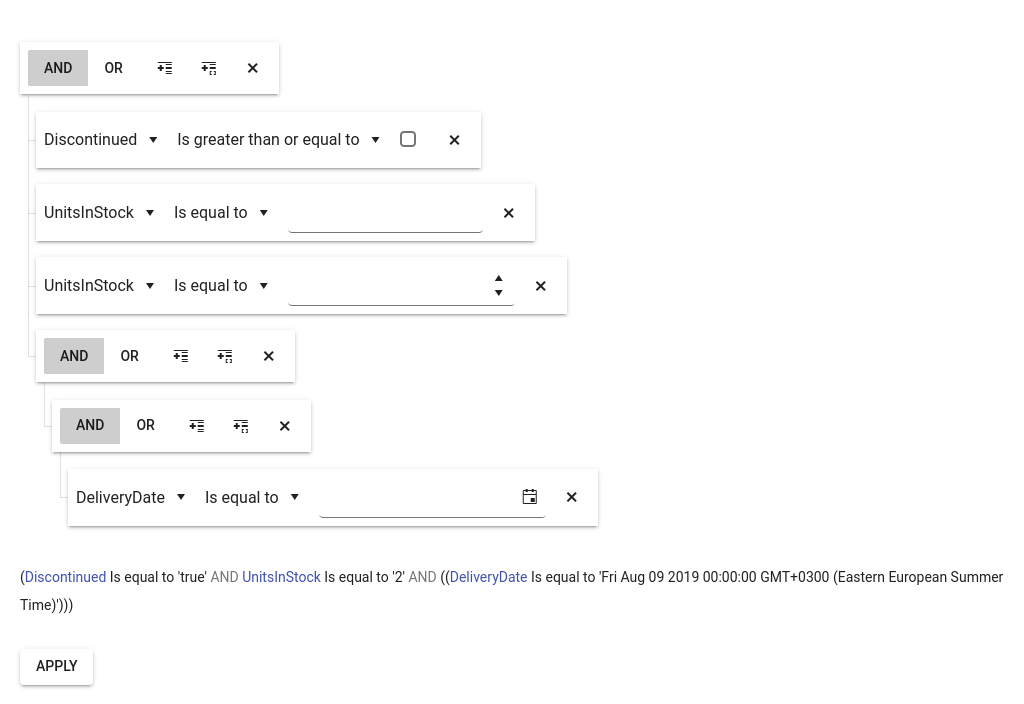 AND OR
Discontinued Is greater than or equal to
UnitsInStock Is equal to
UnitsInStock Is equal to
AND OR
AND OR
DeliveryDate Is equal to
(Discontinued Is equal to 'true' AND UnitsInStock Is equal to '2' AND ((DeliveryDate Is equal to 'Fri Aug 09 2019 00:00:00 GMT+0300 (Eastern European Summer
Time)')))
APPLY